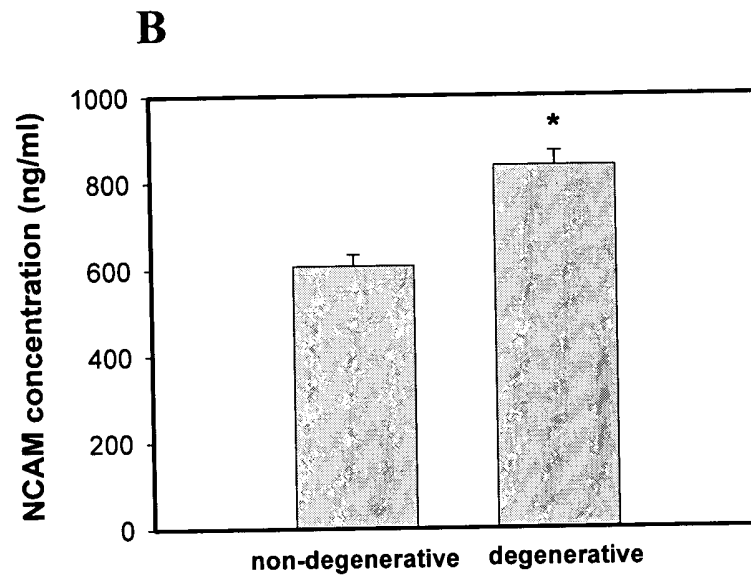 B
NCAM concentration (ng/ml)
1000
800
600
400
200
0
*
non-degenerative degenerative